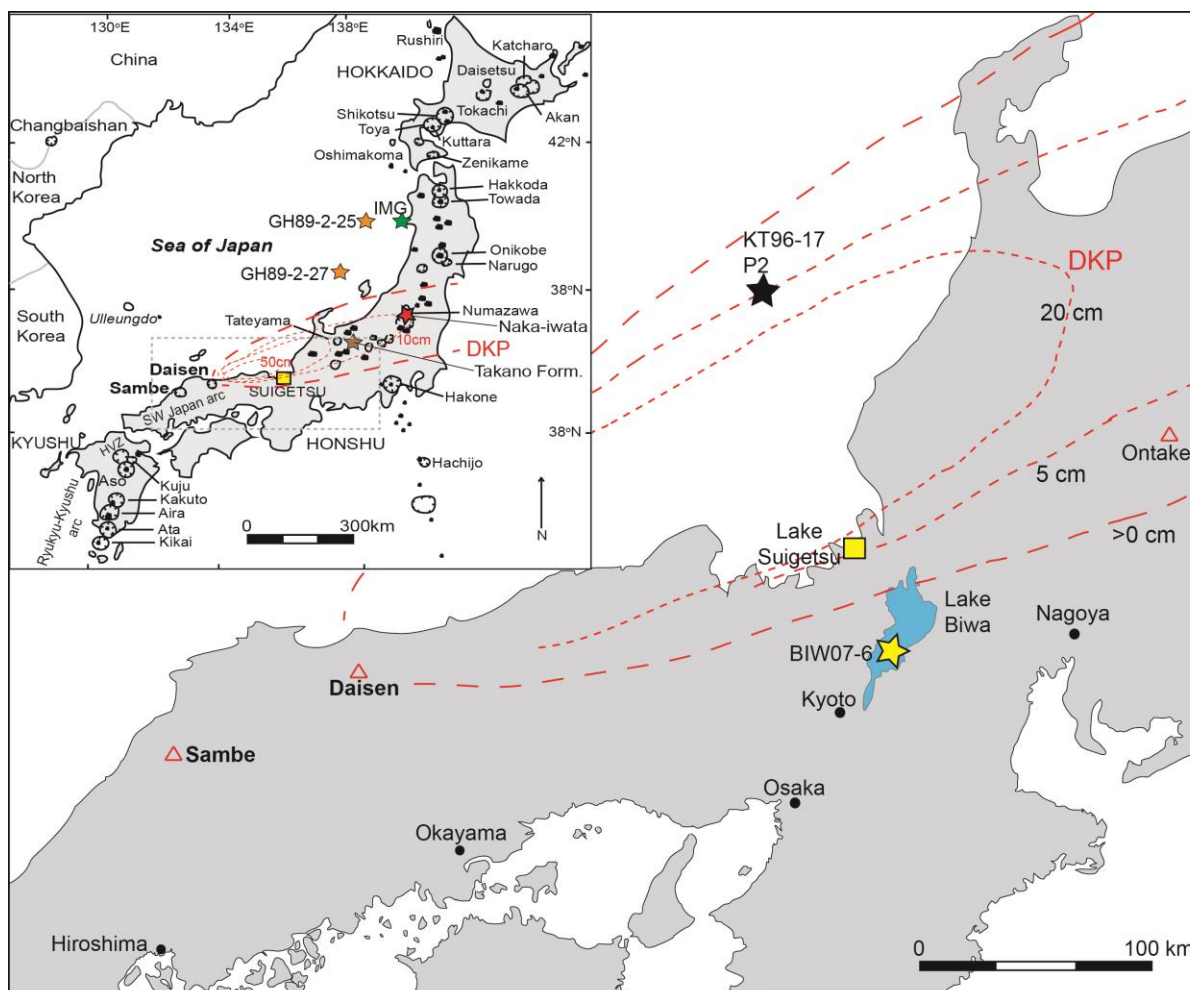 130°E
134°E
138°E
China
Rushiri
Katcharo
HOKKAIDO
Daisetsu
Tokachi
Akan
Shikotsu
Toya
Kuttara
42°N
Changbaishan
Oshimakoma
Zenikame
North
Korea
Hakkoda
Towada
IMG
GH89-2-25
Sea of Japan
Onikobe
Narugo
GH89-2-27
38°N
South
Korea
Ulleungdo
Numazawa
Naka-iwata
Tateyama
10cm
DKP
50cm
Takano Form.
Daisen
Sambe
SUIGETSU
SW Japan arc
Hakone
KYUSHU
HONSHU
38°N
HVZ
Aso
Kuju
Kakuto
Aira
Ata
Kikai
Ryukyu-Kyushu
arc
Hachijo
0
300km
N
KT96-17
P2
DKP
20 cm
Ontake
5 cm
>0 cm
Lake
Suigetsu
Lake
Biwa
Nagoya
BIW07-6
Daisen
Kyoto
Sambe
Osaka
Okayama
Hiroshima
0
100 km